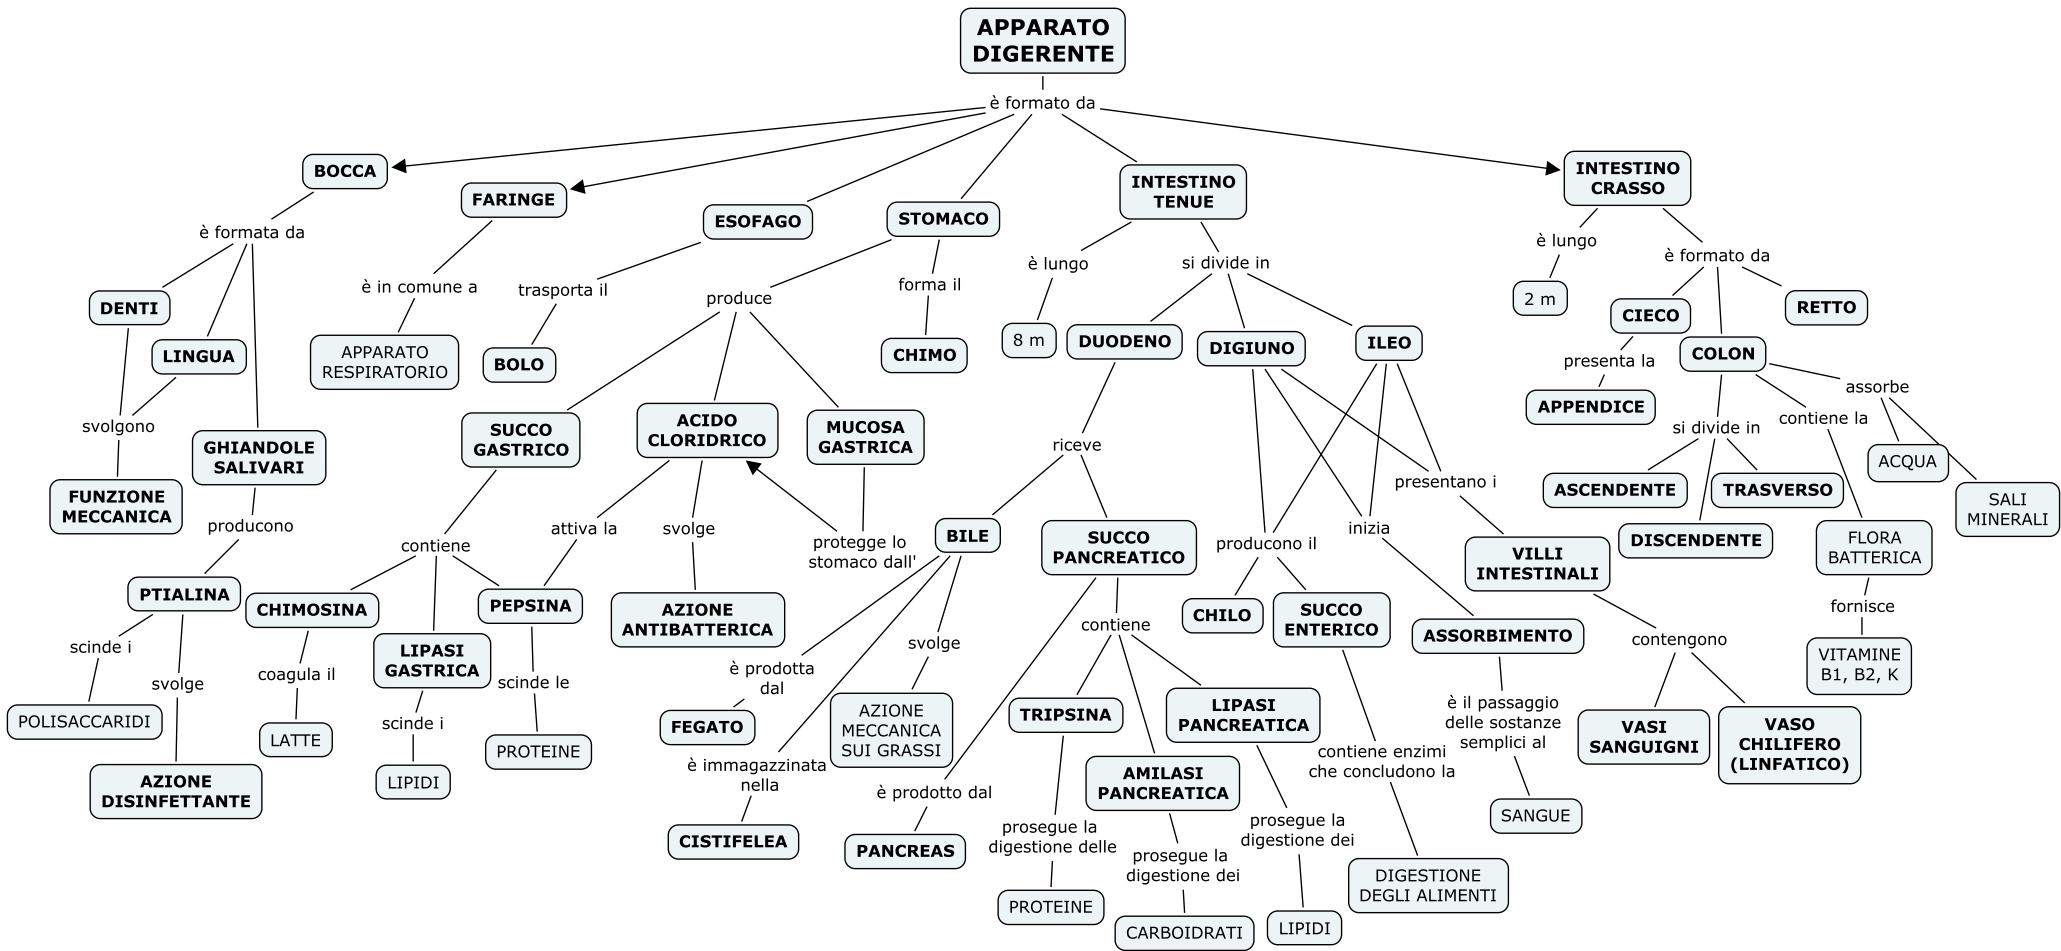 APPARATO
DIGERENTE
è formato da
BOCCA
è formata da
DENTI
LINGUA
svolgono
FUNZIONE
MECCANICA
GHIANDOLE
SALIVARI
producono
PTIALINA
scinde i
POLISACCARIDI
svolge
AZIONE
DISINFETTANTE
FARINGE
è in comune a
APPARATO
RESPIRATORIO
ESOFAGO
trasporta il
BOLO
STOMACO
forma il
CHIMO
produce
SUCCO
GASTRICO
contiene
CHIMOSINA
coagula il
LATTE
LIPASI
GASTRICA
scinde i
LIPIDI
PEPSINA
scinde le
PROTEINE
ACIDO
CLORIDRICO
attiva la
svolge
AZIONE
ANTIBATTERICA
MUCOSA
GASTRICA
protegge lo
stomaco dall'
INTESTINO
TENUE
è lungo
8 m
si divide in
DUODENO
riceve
BILE
è prodotta
dal
FEGATO
è immagazzinata
nella
CISTIFELEA
svolge
AZIONE
MECCANICA
SUI GRASSI
SUCCO
PANCREATICO
è prodotto dal
PANCREAS
contiene
TRIPSINA
prosegue la
digestione delle
PROTEINE
AMILASI
PANCREATICA
prosegue la
digestione dei
CARBOIDRATI
LIPASI
PANCREATICA
prosegue la
digestione dei
LIPIDI
DIGIUNO
ILEO
producono il
CHILO
SUCCO
ENTERICO
contiene enzimi
che concludono la
DIGESTIONE
DEGLI ALIMENTI
inizia
ASSORBIMENTO
è il passaggio
delle sostanze
semplici al
SANGUE
presentano i
VILLI
INTESTINALI
contengono
VASI
SANGUIGNI
VASO
CHILIFERO
(LINFATICO)
INTESTINO
CRASSO
è lungo
2 m
è formato da
CIECO
presenta la
APPENDICE
COLON
si divide in
ASCENDENTE
DISCENDENTE
TRASVERSO
contiene la
FLORA
BATTERICA
fornisce
VITAMINE
B1, B2, K
assorbe
ACQUA
SALI
MINERALI
RETTO